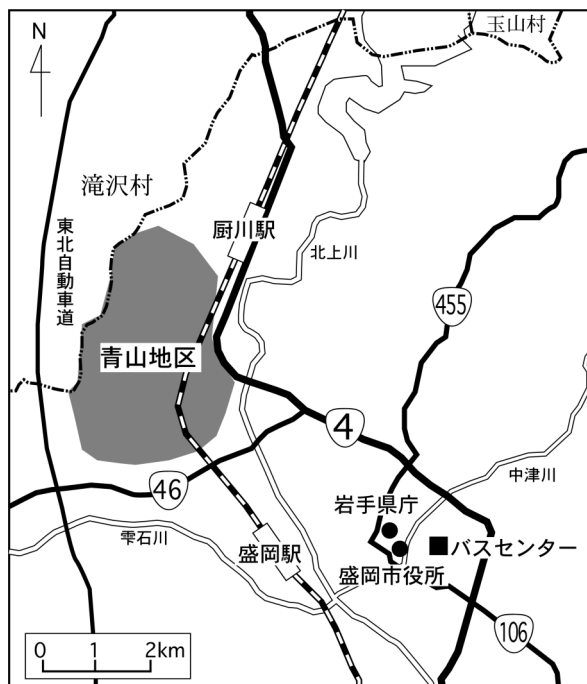 N
玉山村
滝沢村
厨川駅
東北自動車道
北上川
455
青山地区
4
中津川
46
岩手県庁
雫石川
盛岡駅
バスセンター
盛岡市役所
106
0 1 2km